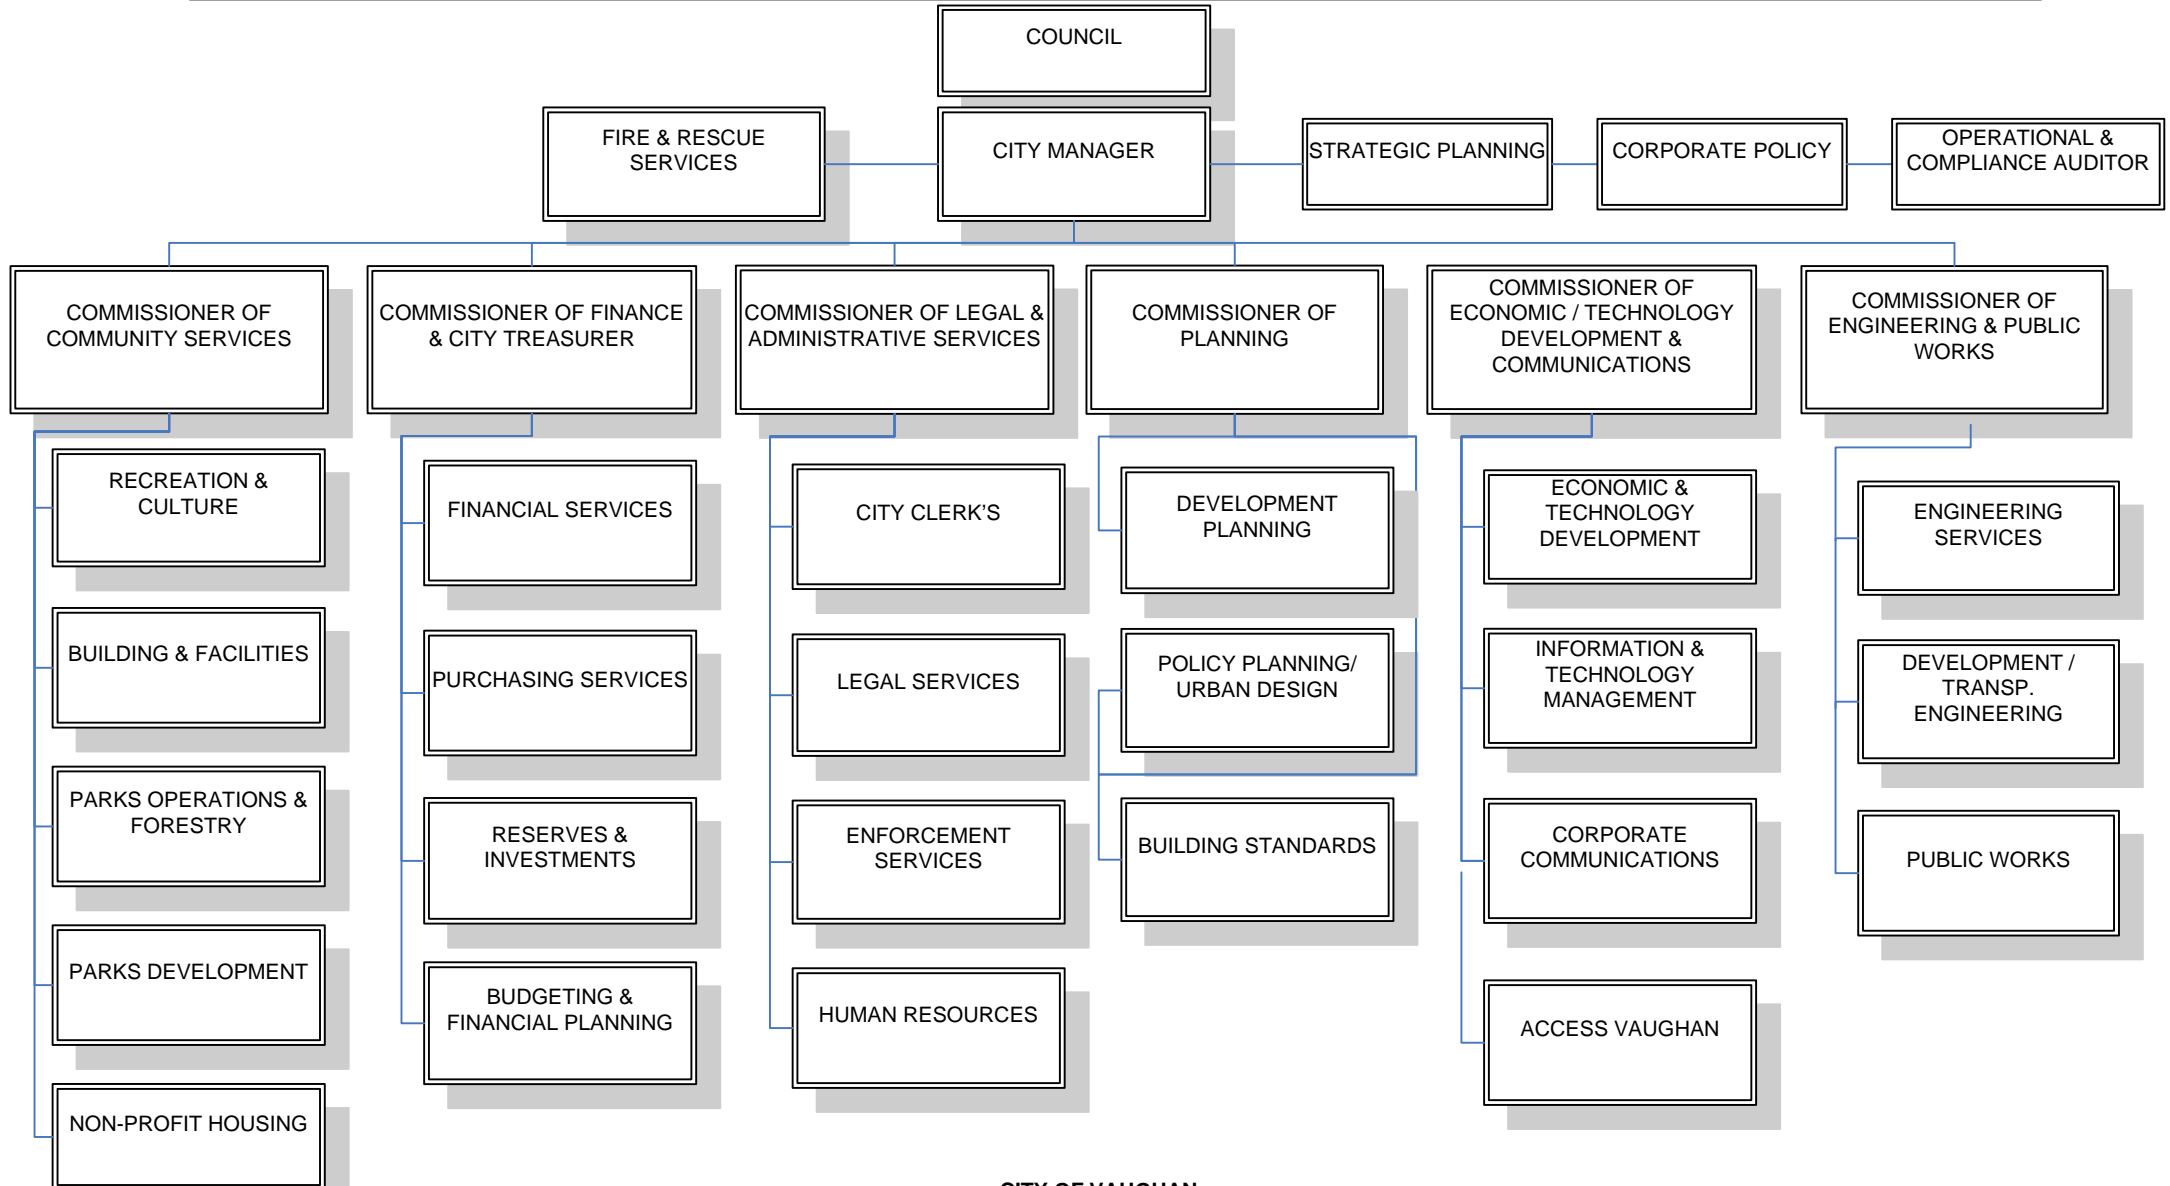 COUNCIL
FIRE & RESCUE
SERVICES
CITY MANAGER
STRATEGIC PLANNING
CORPORATE POLICY
OPERATIONAL &
COMPLIANCE AUDITOR
COMMISSIONER OF
COMMUNITY SERVICES
COMMISSIONER OF FINANCE
& CITY TREASURER
COMMISSIONER OF LEGAL &
ADMINISTRATIVE SERVICES
COMMISSIONER OF
PLANNING
COMMISSIONER OF
ECONOMIC / TECHNOLOGY
DEVELOPMENT &
COMMUNICATIONS
COMMISSIONER OF
ENGINEERING & PUBLIC
WORKS
RECREATION &
CULTURE
BUILDING & FACILITIES
PARKS OPERATIONS &
FORESTRY
PARKS DEVELOPMENT
NON-PROFIT HOUSING
FINANCIAL SERVICES
PURCHASING SERVICES
RESERVES &
INVESTMENTS
BUDGETING &
FINANCIAL PLANNING
CITY CLERK’S
LEGAL SERVICES
ENFORCEMENT
SERVICES
HUMAN RESOURCES
DEVELOPMENT
PLANNING
POLICY PLANNING/
URBAN DESIGN
BUILDING STANDARDS
ECONOMIC &
TECHNOLOGY
DEVELOPMENT
INFORMATION &
TECHNOLOGY
MANAGEMENT
CORPORATE
COMMUNICATIONS
ACCESS VAUGHAN
ENGINEERING
SERVICES
DEVELOPMENT /
TRANSP.
ENGINEERING
PUBLIC WORKS
CITY OF VAUGHAN